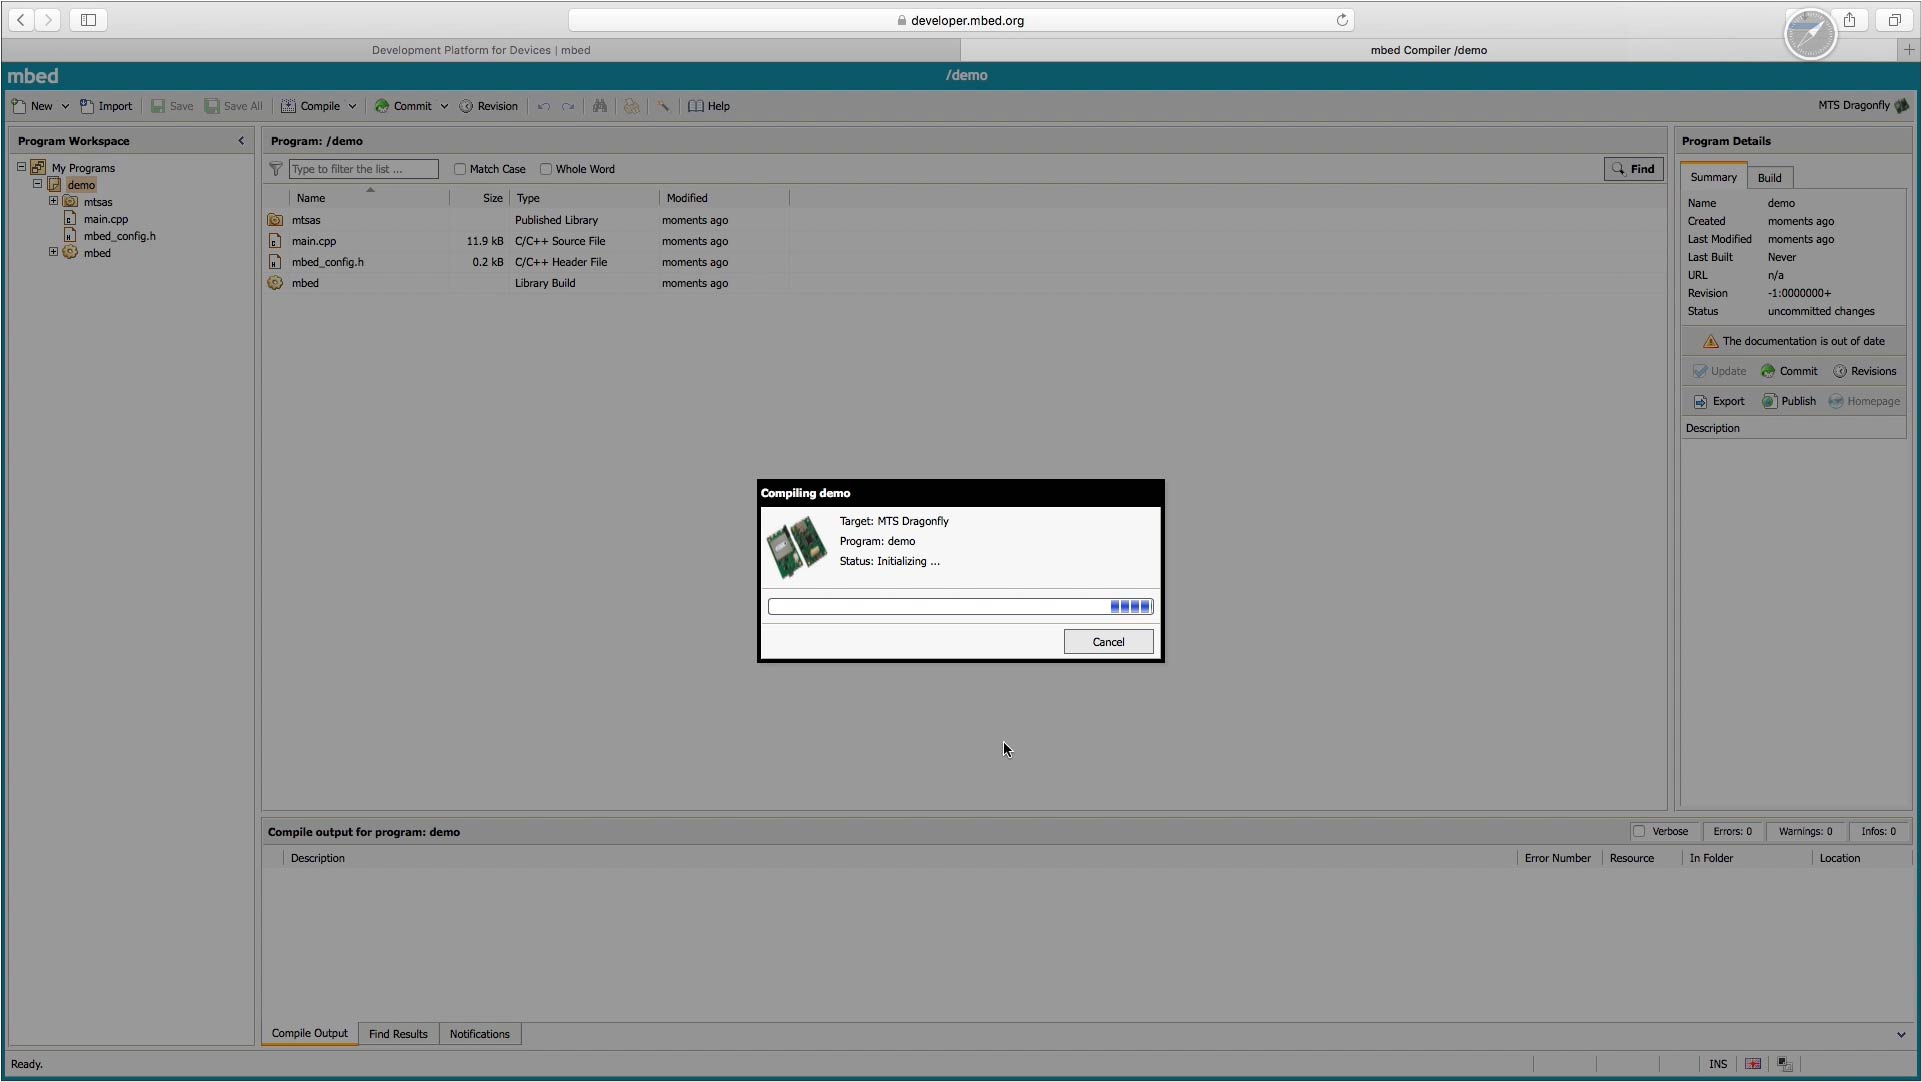 developer.mbed.org
Development Platform for Devices | mbed
mbed Compiler /demo
mbed
/demo
New
Import
Save
Save All
Compile
Commit
Revision
Help
MTS Dragonfly
Program Workspace
My Programs
demo
mtsas
main.cpp
mbed_config.h
mbed
Program: /demo
Type to filter the list ...
Match Case
Whole Word
Find
Name Size Type Modified
mtsas Published Library moments ago
main.cpp 11.9 kB C/C++ Source File moments ago
mbed_config.h 0.2 kB C/C++ Header File moments ago
mbed Library Build moments ago
Program Details
Summary Build
Name demo
Created moments ago
Last Modified moments ago
Last Built Never
URL n/a
Revision -1:0000000+
Status uncommitted changes
The documentation is out of date
Update Commit Revisions
Export Publish Homepage
Description
Compiling demo
Target: MTS Dragonfly
Program: demo
Status: Initializing ...
Cancel
Compile output for program: demo
Verbose Errors: 0 Warnings: 0 Infos: 0
Description Error Number Resource In Folder Location
Compile Output Find Results Notifications
Ready.
INS